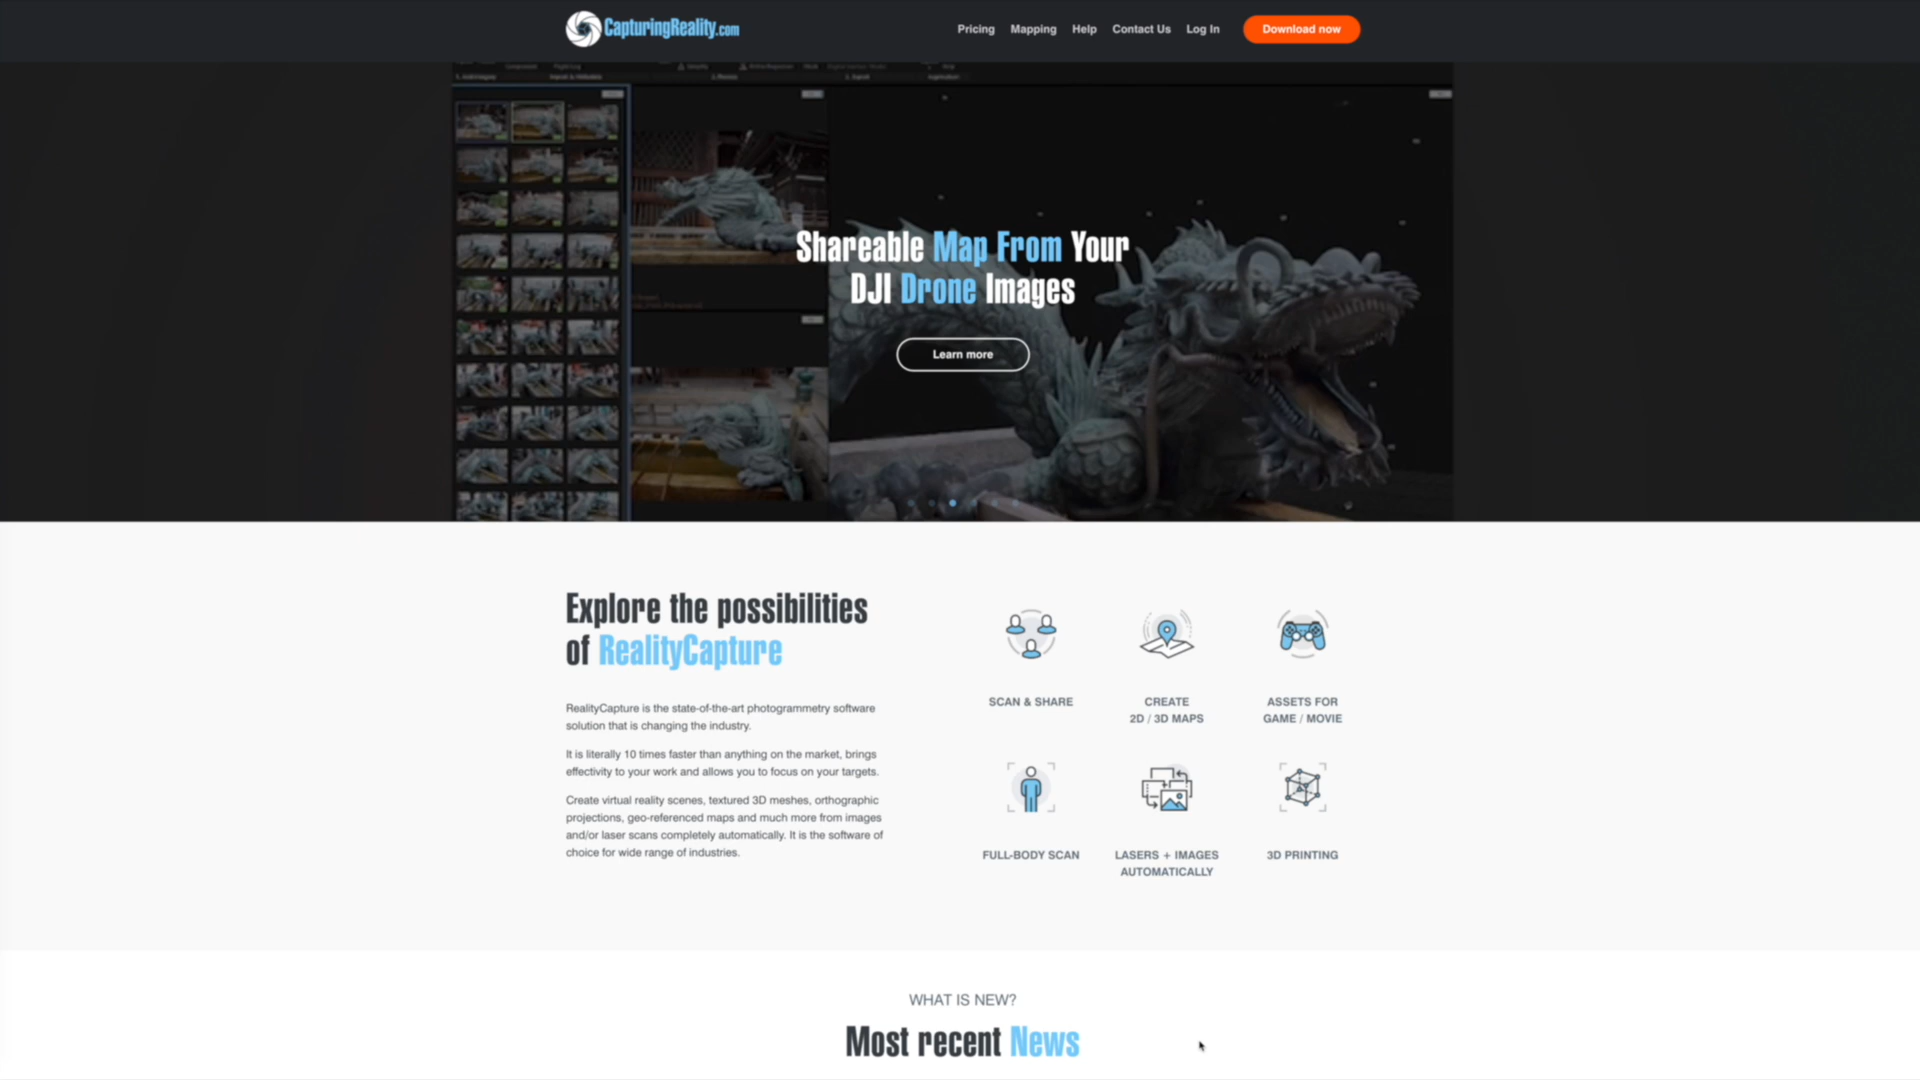 CapturingReality.com
Pricing Mapping Help Contact Us Log In Download now
Shareable Map From Your
DJI Drone Images
Learn more
Explore the possibilities
of RealityCapture
RealityCapture is the state-of-the-art photogrammetry software
solution that is changing the industry.
It is literally 10 times faster than anything on the market, brings
effectivity to your work and allows you to focus on your targets.
Create virtual reality scenes, textured 3D meshes, orthographic
projections, geo-referenced maps and much more from images
and/or laser scans completely automatically. It is the software of
choice for wide range of industries.
SCAN & SHARE
CREATE
2D / 3D MAPS
ASSETS FOR
GAME / MOVIE
FULL-BODY SCAN
LASERS + IMAGES
AUTOMATICALLY
3D PRINTING
WHAT IS NEW?
Most recent News